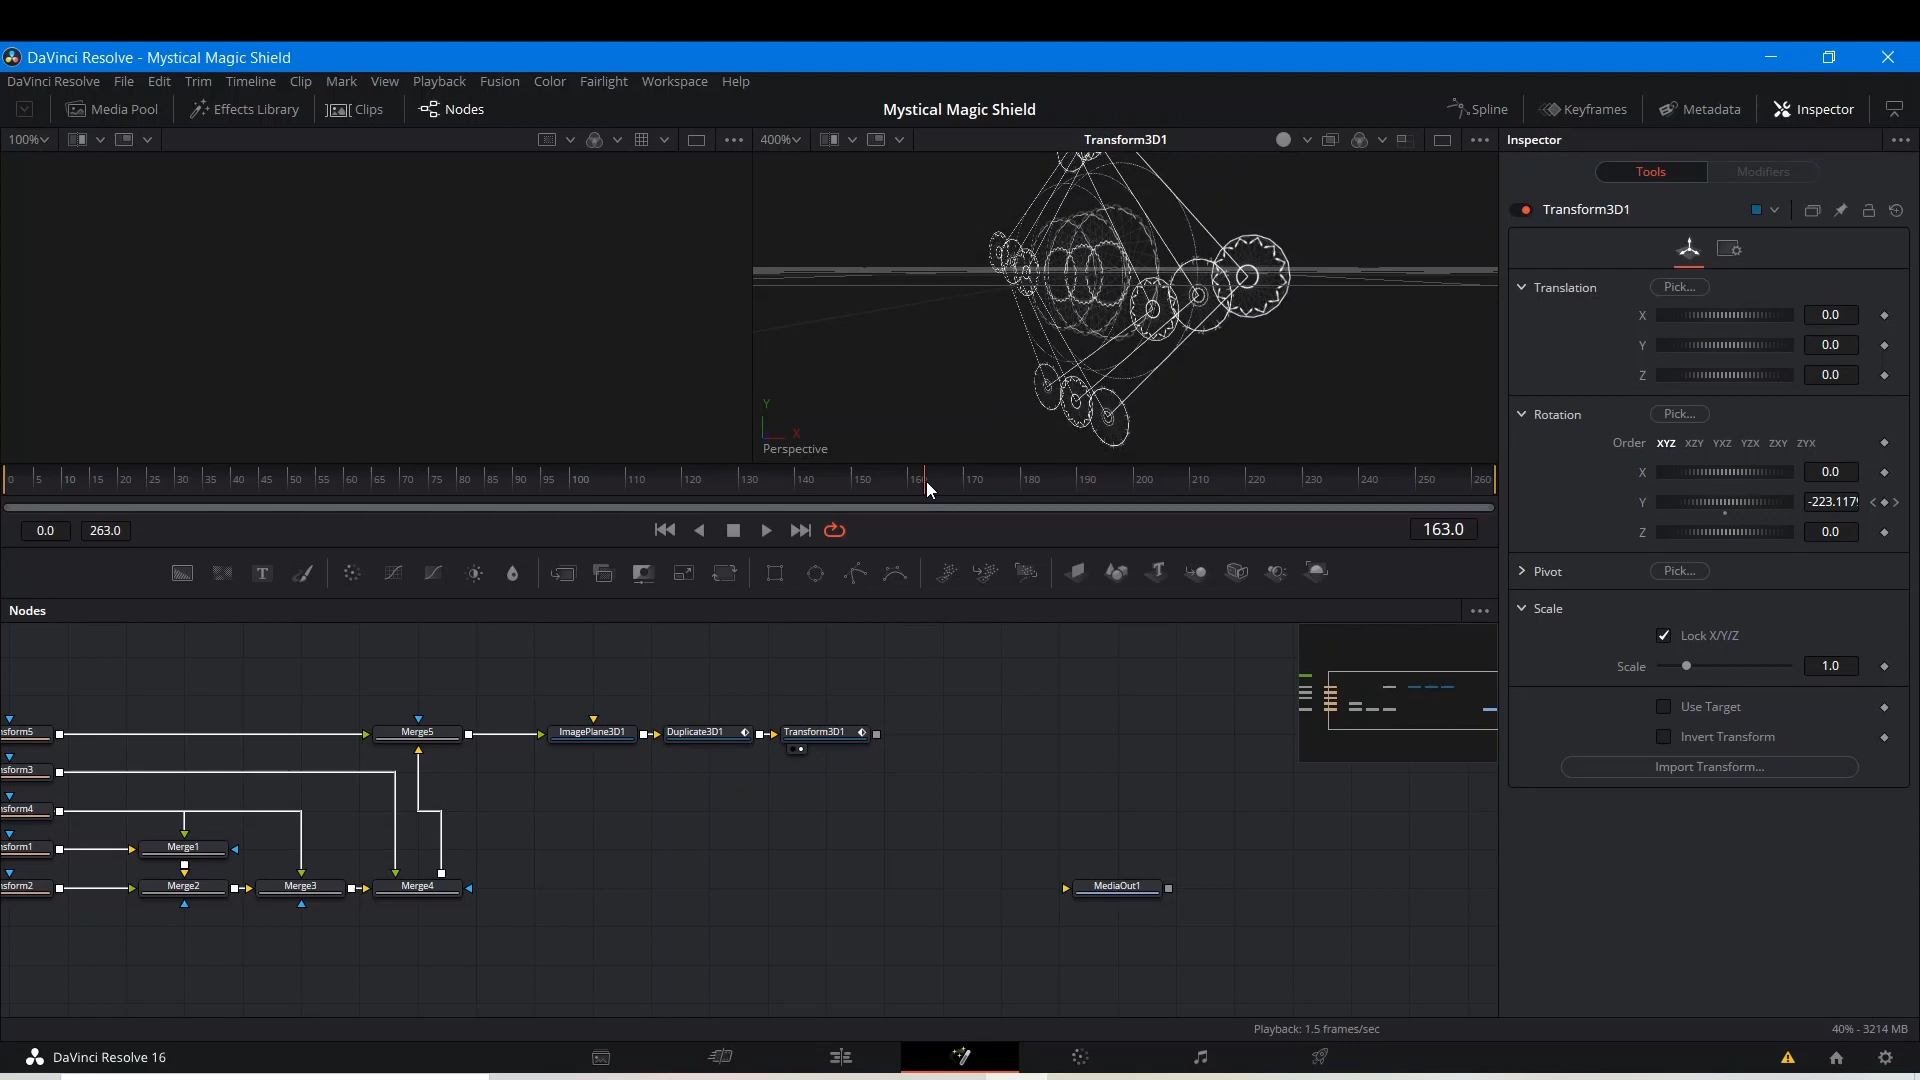 DaVinci Resolve - Mystical Magic Shield
DaVinci Resolve File Edit Trim Timeline Clip Mark View Playback Fusion Color Fairlight Workspace Help
Media Pool Effects Library Clips Nodes Mystical Magic Shield Spline Keyframes Metadata Inspector
100% 400% Transform3D1 Inspector
Tools Modifiers
Transform3D1
Translation Pick...
X 0.0
Y 0.0
Z 0.0
Rotation Pick...
Order XYZ XZY YXZ YZX ZXY ZYX
X 0.0
Y -223.117
Z 0.0
Pivot Pick...
Scale
Lock X/Y/Z
Scale 1.0
Use Target
Invert Transform
Import Transform...
Y
X
Perspective
0 5 10 15 20 25 30 35 40 45 50 55 60 65 70 75 80 85 90 95 100 110 120 130 140 150 160 170 180 190 200 210 220 230 240 250 260
0.0 263.0 163.0
Nodes
nsform5 Merge5 ImagePlane3D1 Duplicate3D1 Transform3D1
nsform3
nsform4
nsform1 Merge1
nsform2 Merge2 Merge3 Merge4 MediaOut1
Playback: 1.5 frames/sec 40% - 3214 MB
DaVinci Resolve 16